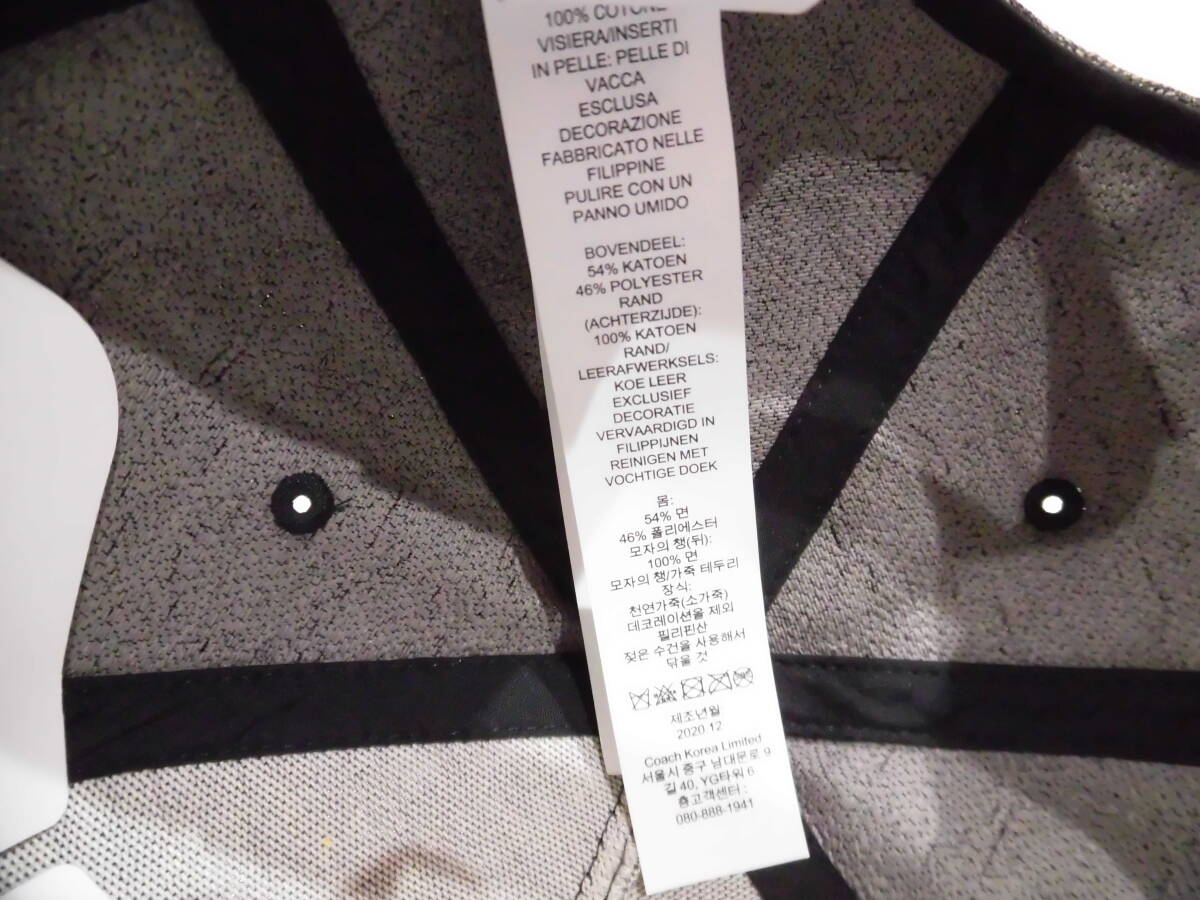 100% COTONE
VISIERA/INSERTI
IN PELLE: PELLE DI
VACCA
ESCLUSA
DECORAZIONE
FABBRICATO NELLE
FILIPPINE
PULIRE CON UN
PANNO UMIDO
BOVENDEEL:
54% KATOEN
46% POLYESTER
RAND
(ACHTERZIJDE):
100% KATOEN
RAND/
LEERAFWERKSELS:
KOE LEER
EXCLUSIEF
DECORATIE
VERVAARDIGD IN
FILIPPIJNEN
REINIGEN MET
VOCHTIGE DOEK
몸:
54% 면
46% 폴리에스터
모자의 챙(뒤):
100% 면
모자의 챙/가죽 테두리
장식:
천연가죽(소가죽)
데코레이션을 제외
필리핀산
젖은 수건을 사용해서
닦을 것
제조년월
2020.12
Coach Korea Limited
서울시 중구 남대문로 9
길 40, YG타워 6
층고객센터 :
080-888-1941